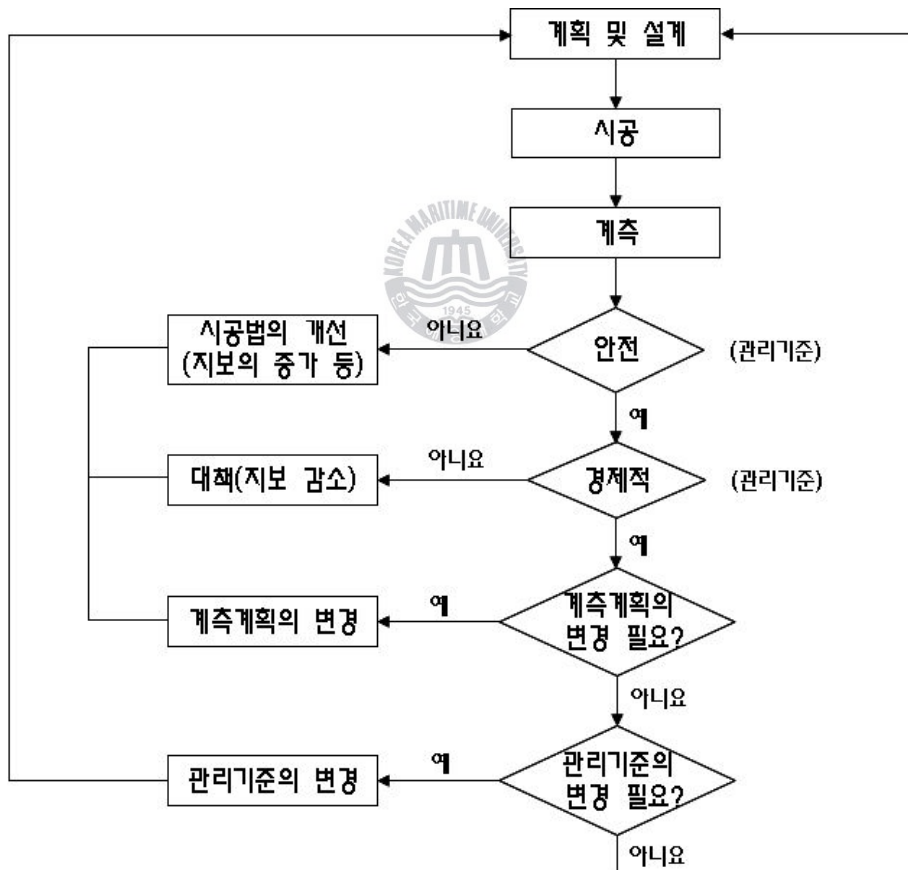 계획 및 설계
시공
계측
KOREA MARITIME UNIVERSITY
1945
시공법의 개선
(지보의 증가 등)
아니요
안전
(관리기준)
예
대책(지보 감소)
아니요
경제적
(관리기준)
예
계측계획의 변경
예
계측계획의
변경 필요?
아니요
관리기준의 변경
예
관리기준의
변경 필요?
아니요